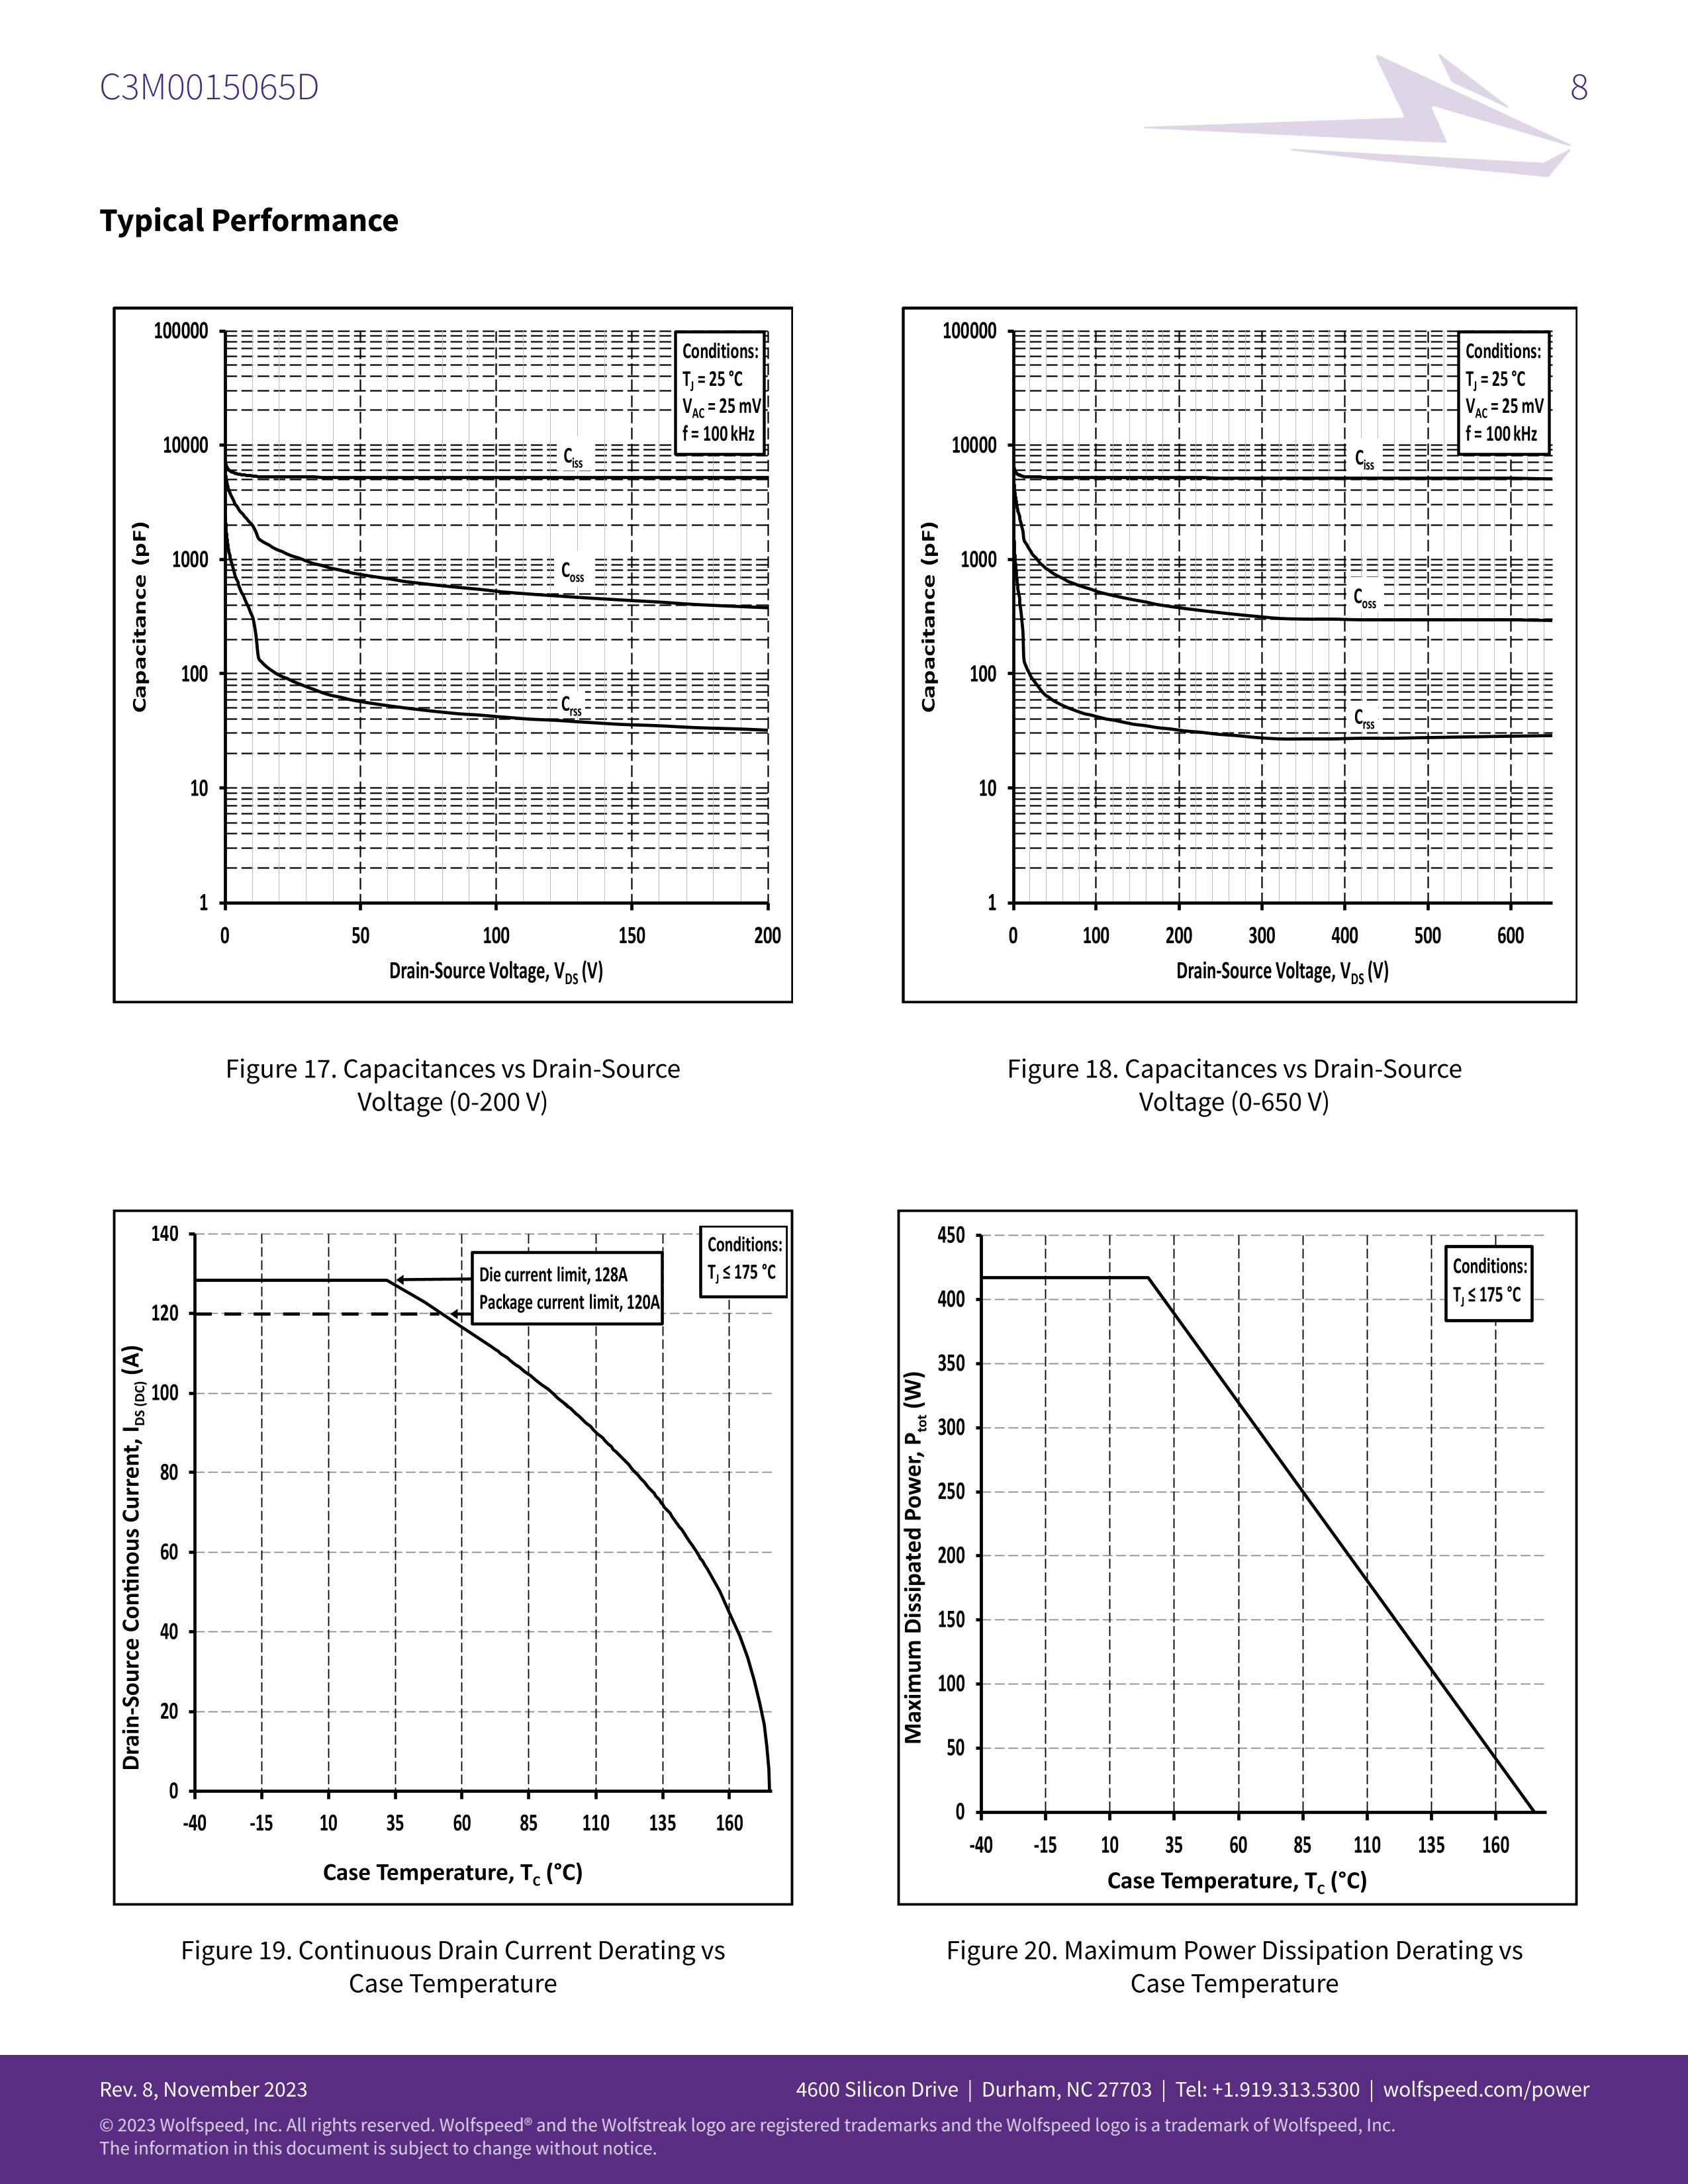 C3M0015065D
8
Typical Performance
100000
10000
1000
100
10
1
0
50
100
150
200
Capacitance (pF)
Drain-Source Voltage, VDS (V)
Conditions:
TJ = 25 °C
VAC = 25 mV
f = 100 kHz
Ciss
Coss
Crss
Figure 17. Capacitances vs Drain-Source
Voltage (0-200 V)
100000
10000
1000
100
10
1
0
100
200
300
400
500
600
Capacitance (pF)
Drain-Source Voltage, VDS (V)
Conditions:
TJ = 25 °C
VAC = 25 mV
f = 100 kHz
Ciss
Coss
Crss
Figure 18. Capacitances vs Drain-Source
Voltage (0-650 V)
140
120
100
80
60
40
20
0
-40
-15
10
35
60
85
110
135
160
Drain-Source Continous Current, IDS (DC) (A)
Case Temperature, TC (°C)
Conditions:
TJ ≤ 175 °C
Die current limit, 128A
Package current limit, 120A
Figure 19. Continuous Drain Current Derating vs
Case Temperature
450
400
350
300
250
200
150
100
50
0
-40
-15
10
35
60
85
110
135
160
Maximum Dissipated Power, Ptot (W)
Case Temperature, TC (°C)
Conditions:
TJ ≤ 175 °C
Figure 20. Maximum Power Dissipation Derating vs
Case Temperature
Rev. 8, November 2023
4600 Silicon Drive | Durham, NC 27703 | Tel: +1.919.313.5300 | wolfspeed.com/power
© 2023 Wolfspeed, Inc. All rights reserved. Wolfspeed® and the Wolfstreak logo are registered trademarks and the Wolfspeed logo is a trademark of Wolfspeed, Inc.
The information in this document is subject to change without notice.